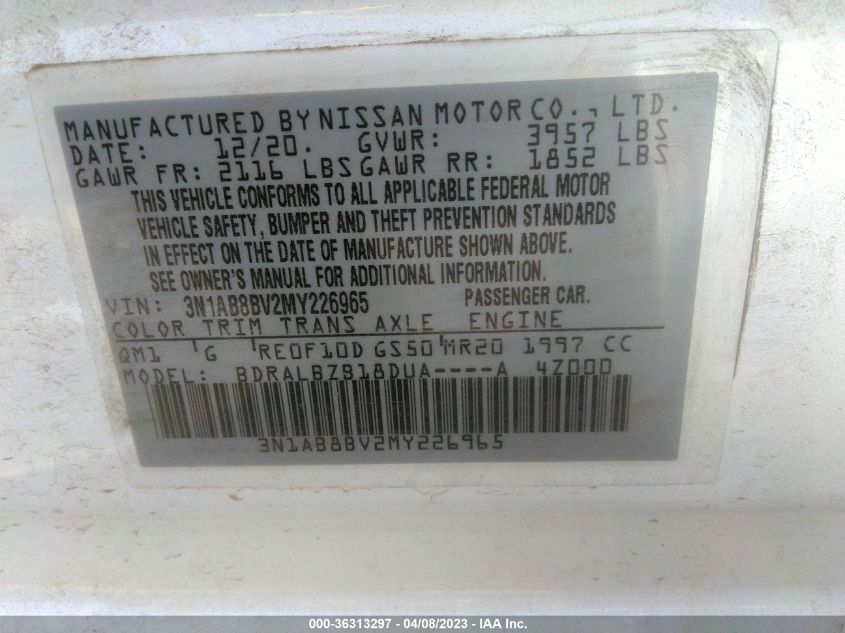 MANUFACTURED BY NISSAN MOTOR CO., LTD.
DATE: 12/20. GVWR: 3957 LBS
GAWR FR: 2116 LBS GAWR RR: 1852 LBS
THIS VEHICLE CONFORMS TO ALL APPLICABLE FEDERAL MOTOR
VEHICLE SAFETY, BUMPER AND THEFT PREVENTION STANDARDS
IN EFFECT ON THE DATE OF MANUFACTURE SHOWN ABOVE.
SEE OWNER'S MANUAL FOR ADDITIONAL INFORMATION.
VIN: 3N1AB8BV2MY226965 PASSENGER CAR.
COLOR TRIM TRANS AXLE ENGINE
QM1 G RE0F10D GS50 MR20 1997 CC
MODEL: BDRALBZB18DUA----A 4Z000
3N1AB8BV2MY226965
000-36313297 - 04/08/2023 - IAA Inc.